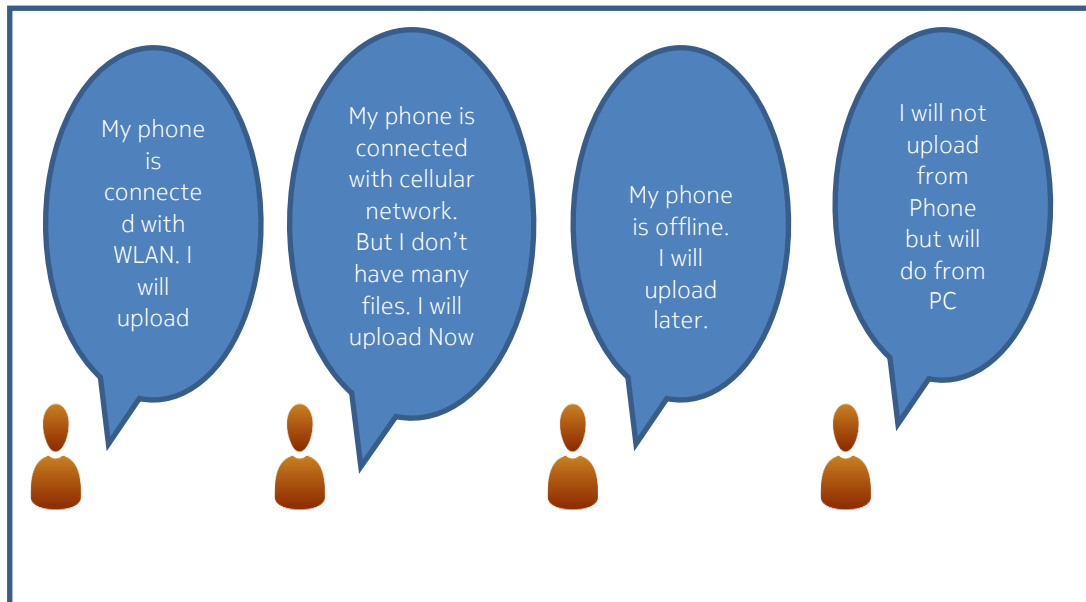 My phone
is
connecte
d with
WLAN. I
will
upload
My phone is
connected
with cellular
network.
But I don’t
have many
files. I will
upload Now
My phone
is offline.
I will
upload
later.
I will not
upload
from
Phone
but will
do from
PC